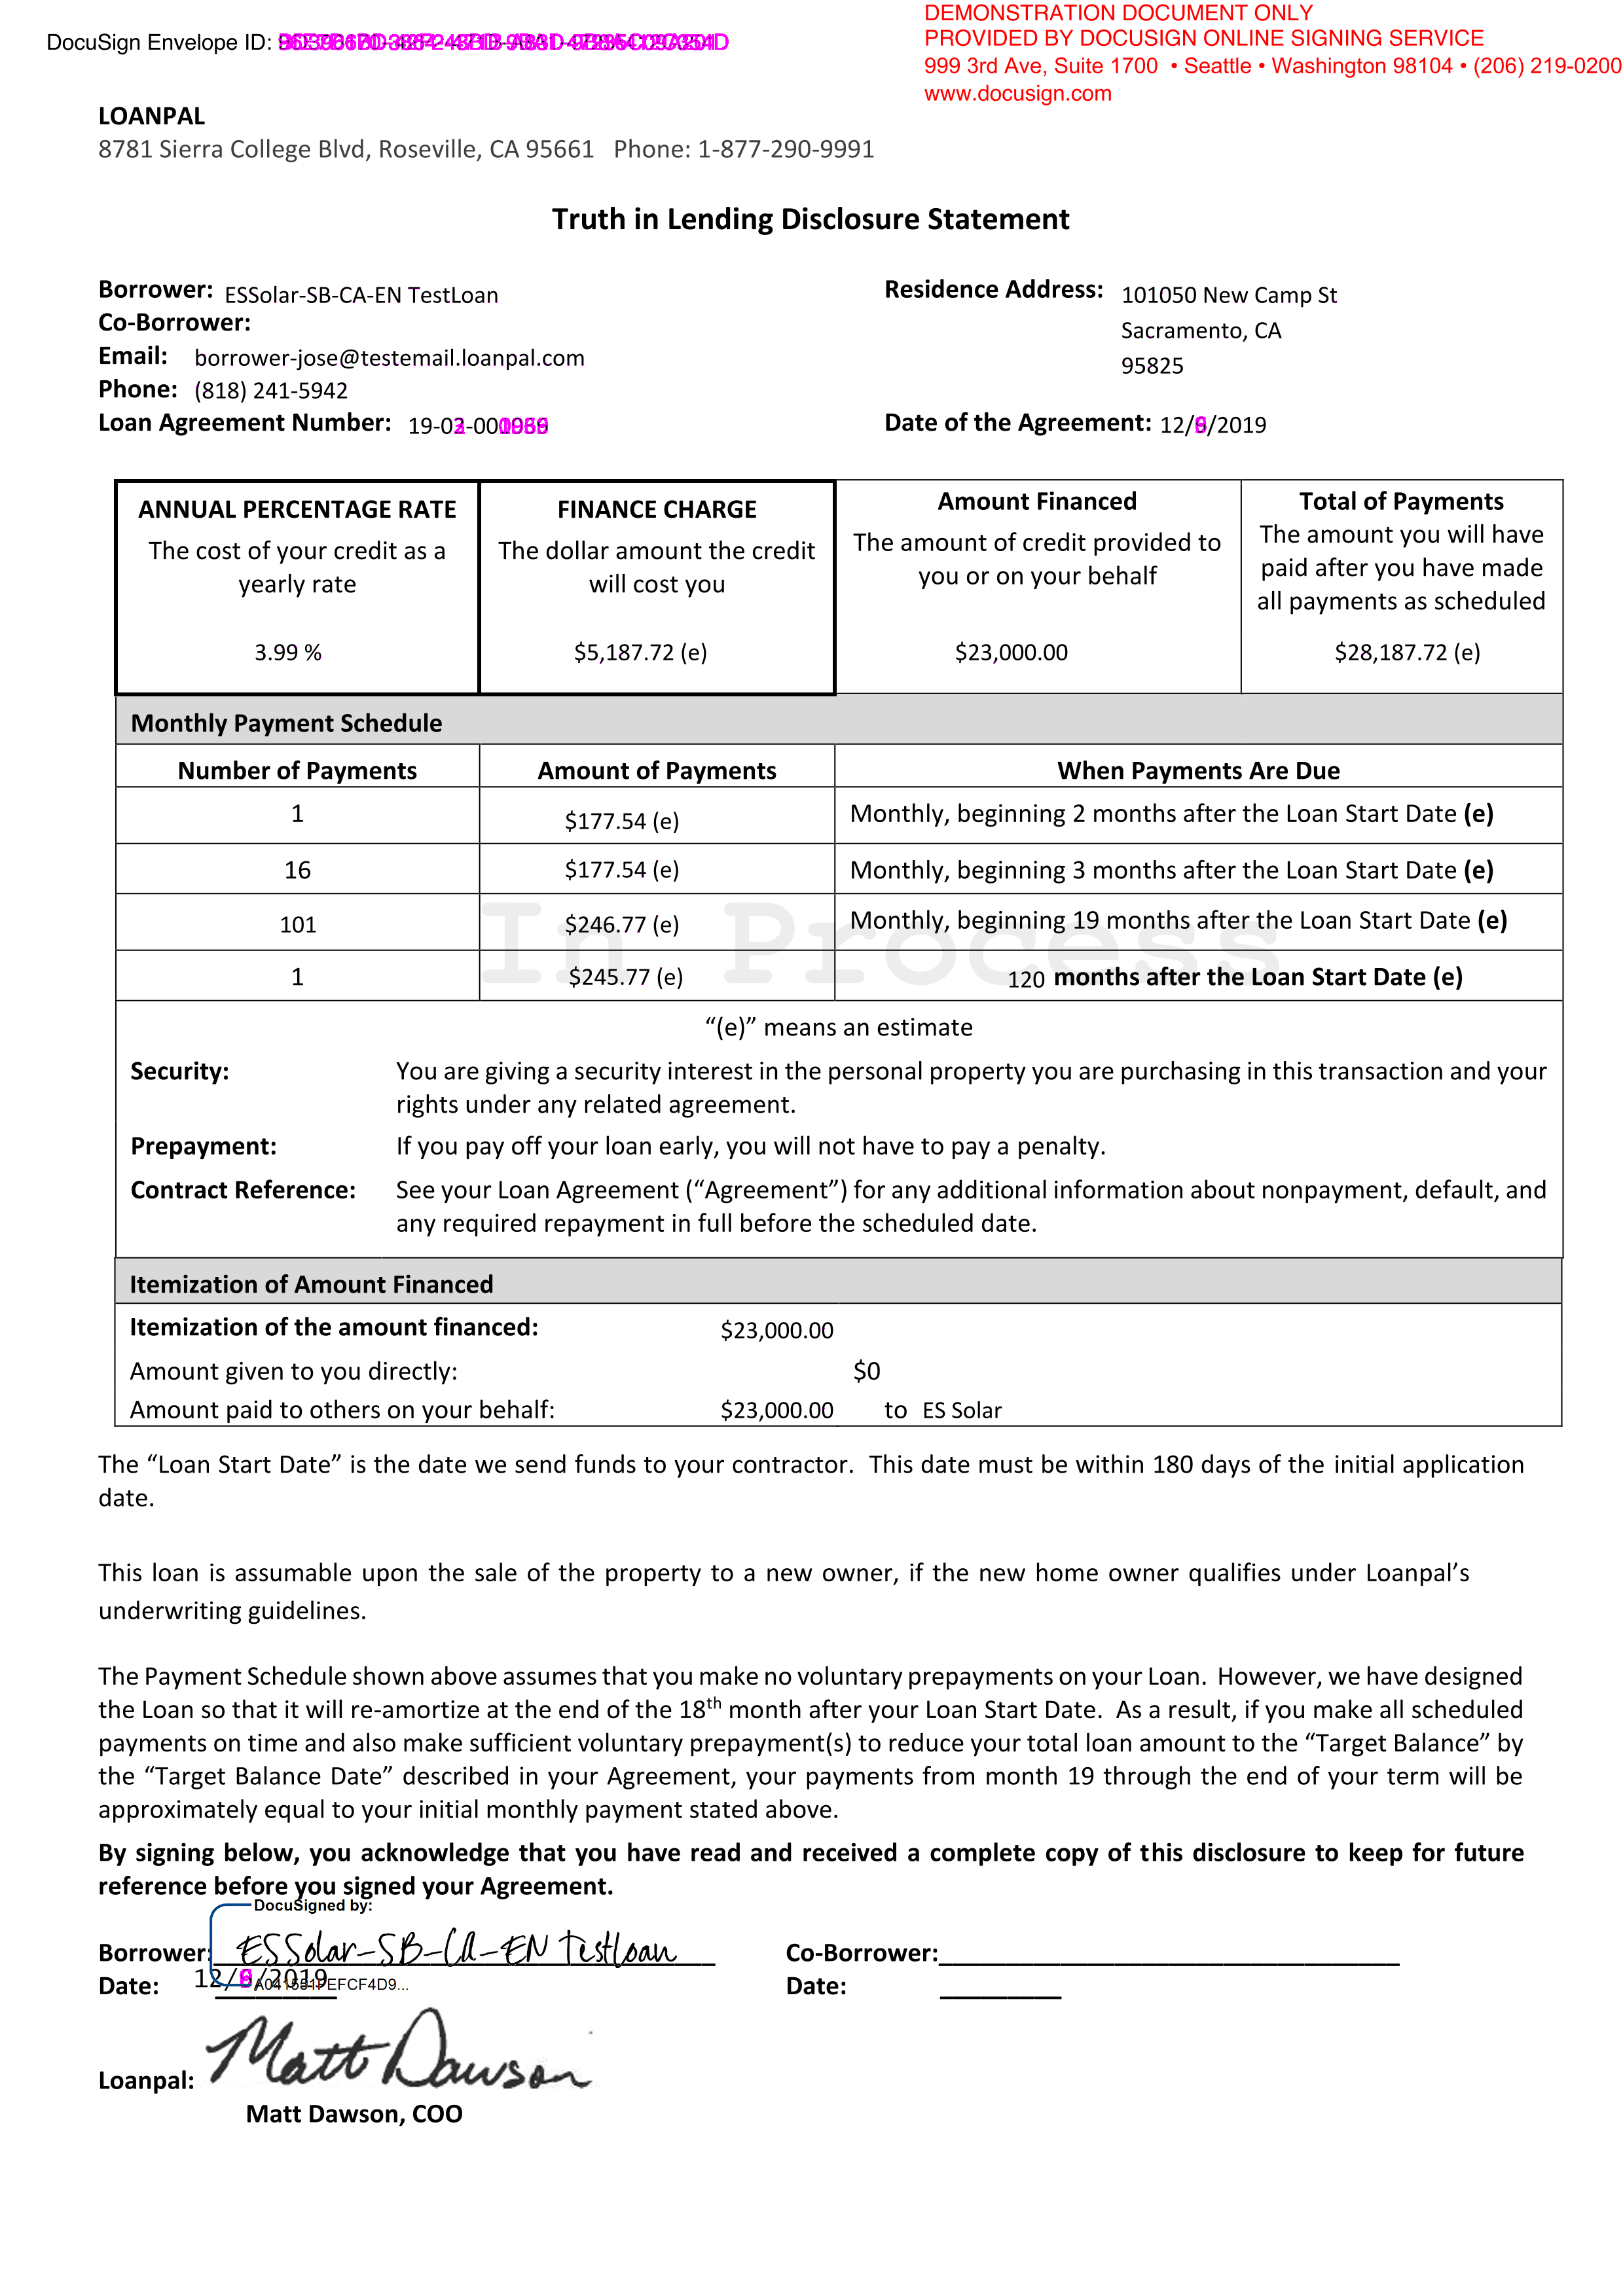 DEMONSTRATION DOCUMENT ONLY
PROVIDED BY DOCUSIGN ONLINE SIGNING SERVICE
999 3rd Ave, Suite 1700 • Seattle • Washington 98104 • (206) 219-0200
www.docusign.com
DocuSign Envelope ID:
LOANPAL
8781 Sierra College Blvd, Roseville, CA 95661 Phone: 1-877-290-9991
Truth in Lending Disclosure Statement
Borrower: ESSolar-SB-CA-EN TestLoan
Co-Borrower:
Email: borrower-jose@testemail.loanpal.com
Phone: (818) 241-5942
Loan Agreement Number:
Residence Address: 101050 New Camp St
Sacramento, CA
95825
Date of the Agreement:
ANNUAL PERCENTAGE RATE
The cost of your credit as a
yearly rate
3.99 %
FINANCE CHARGE
The dollar amount the credit
will cost you
$5,187.72 (e)
Amount Financed
The amount of credit provided to
you or on your behalf
$23,000.00
Total of Payments
The amount you will have
paid after you have made
all payments as scheduled
$28,187.72 (e)
Monthly Payment Schedule
Number of Payments Amount of Payments When Payments Are Due
1 $177.54 (e) Monthly, beginning 2 months after the Loan Start Date (e)
16 $177.54 (e) Monthly, beginning 3 months after the Loan Start Date (e)
101 $246.77 (e) Monthly, beginning 19 months after the Loan Start Date (e)
In Process
1 $245.77 (e) 120 months after the Loan Start Date (e)
“(e)” means an estimate
Security: You are giving a security interest in the personal property you are purchasing in this transaction and your
rights under any related agreement.
Prepayment: If you pay off your loan early, you will not have to pay a penalty.
Contract Reference: See your Loan Agreement (“Agreement”) for any additional information about nonpayment, default, and
any required repayment in full before the scheduled date.
Itemization of Amount Financed
Itemization of the amount financed: $23,000.00
Amount given to you directly: $0
Amount paid to others on your behalf: $23,000.00 to ES Solar
The “Loan Start Date” is the date we send funds to your contractor. This date must be within 180 days of the initial application
date.
This loan is assumable upon the sale of the property to a new owner, if the new home owner qualifies under Loanpal’s
underwriting guidelines.
The Payment Schedule shown above assumes that you make no voluntary prepayments on your Loan. However, we have designed
the Loan so that it will re-amortize at the end of the 18th month after your Loan Start Date. As a result, if you make all scheduled
payments on time and also make sufficient voluntary prepayment(s) to reduce your total loan amount to the “Target Balance” by
the “Target Balance Date” described in your Agreement, your payments from month 19 through the end of your term will be
approximately equal to your initial monthly payment stated above.
By signing below, you acknowledge that you have read and received a complete copy of this disclosure to keep for future
reference before you signed your Agreement.
DocuSigned by:
Borrower: ESSolar-SB-CA-EN TestLoan
Co-Borrower:
Date:
Date:
Matt Dawson
Loanpal:
Matt Dawson, COO